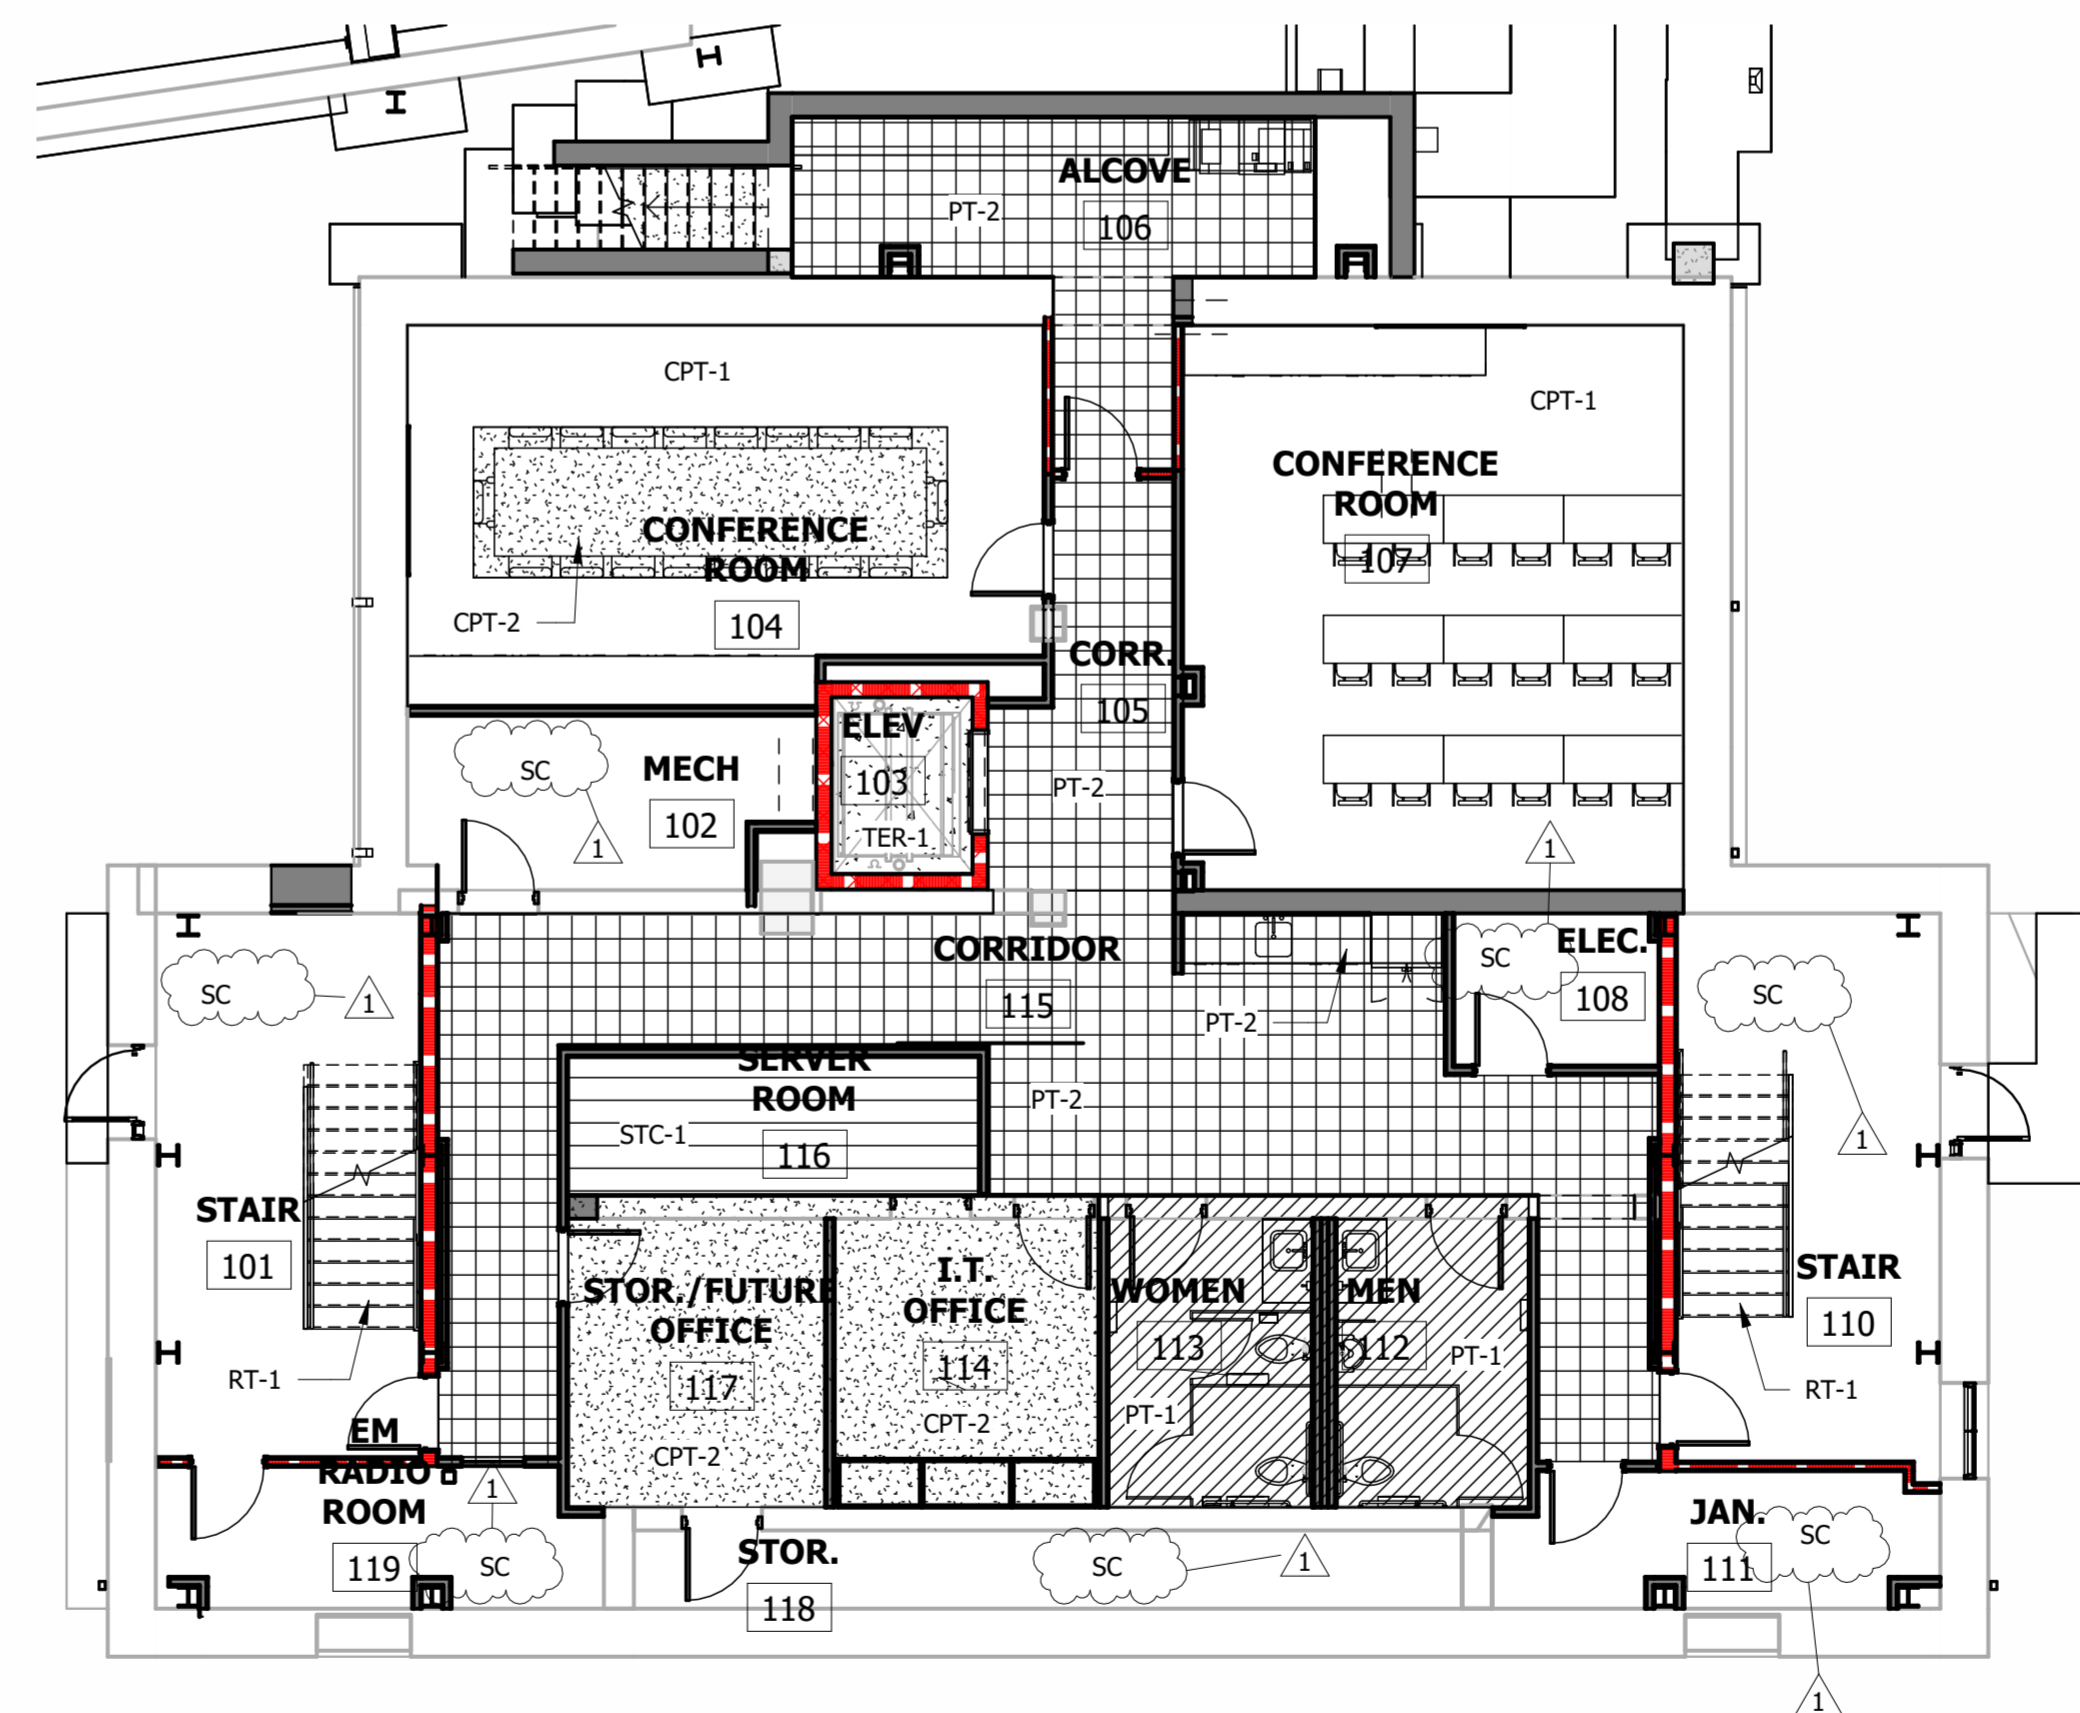 ALCOVE
PT-2
106
CPT-1
CPT-1
CONFERENCE
ROOM
107
CONFERENCE
ROOM
104
CPT-2
CORR.
105
PT-2
ELEV
103
TER-1
MECH
102
SC
1
1
CORRIDOR
115
ELEC.
108
SC
SC
1
SC
1
PT-2
SERVER
ROOM
116
STC-1
PT-2
STAIR
101
RT-1
STAIR
110
RT-1
STOR./FUTURE
OFFICE
117
CPT-2
I.T.
OFFICE
114
CPT-2
WOMEN
113
PT-1
MEN
112
PT-1
EM
RADIO
ROOM
119
1
SC
STOR.
118
SC
1
JAN.
111
SC
1